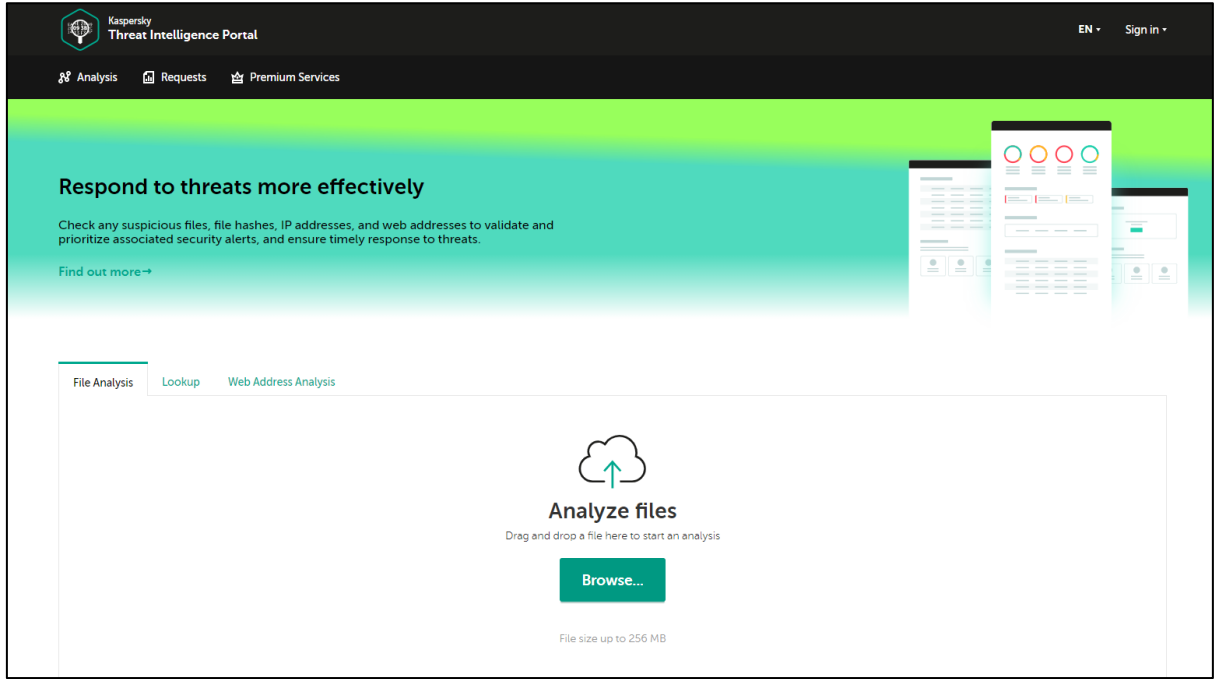 Kaspersky
Threat Intelligence Portal
EN
Sign in
Analysis
Requests
Premium Services
Respond to threats more effectively
Check any suspicious files, file hashes, IP addresses, and web addresses to validate and
prioritize associated security alerts, and ensure timely response to threats.
Find out more→
File Analysis
Lookup
Web Address Analysis
Analyze files
Drag and drop a file here to start an analysis
Browse...
File size up to 256 MB